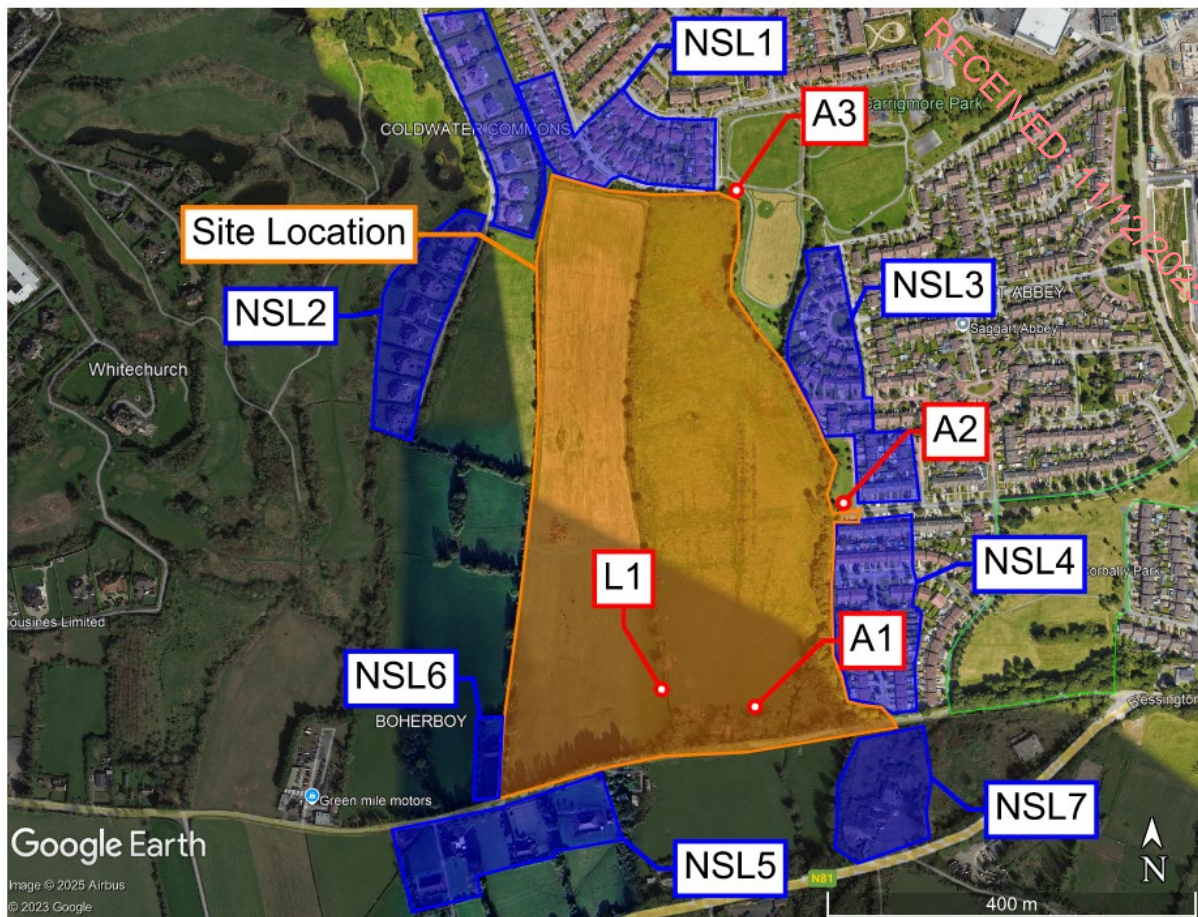 NSL1
RECEIVED: 11/12/202
Carrigmore Park
A3
COLDWATER COMMONS
Site Location
NSL2
NSL3
T ABBEY
Saggart Abbey
Whitechurch
A2
L1
NSL4
Corbally Park
ousines Limited
A1
NSL6
BOHERBOY
Blessington
Green mile motors
NSL7
Google Earth
NSL5
N
Image © 2025 Airbus
© 2023 Google
N81
400 m